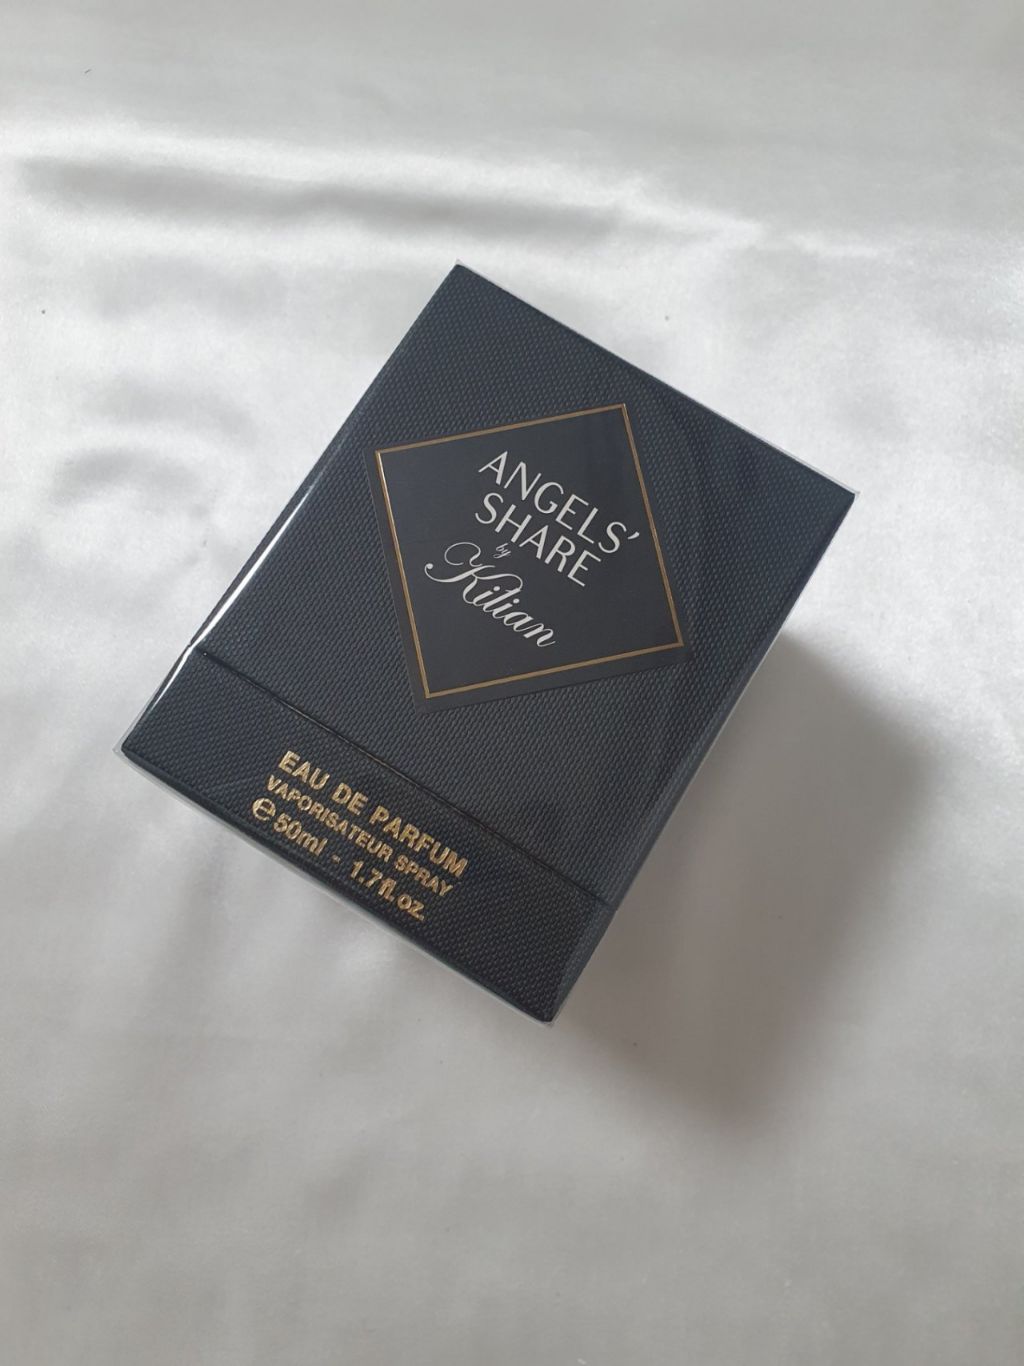 ANGELS'
SHARE
by
Kilian
EAU DE PARFUM
VAPORISATEUR SPRAY
℮50ml - 1.7fl.oz.